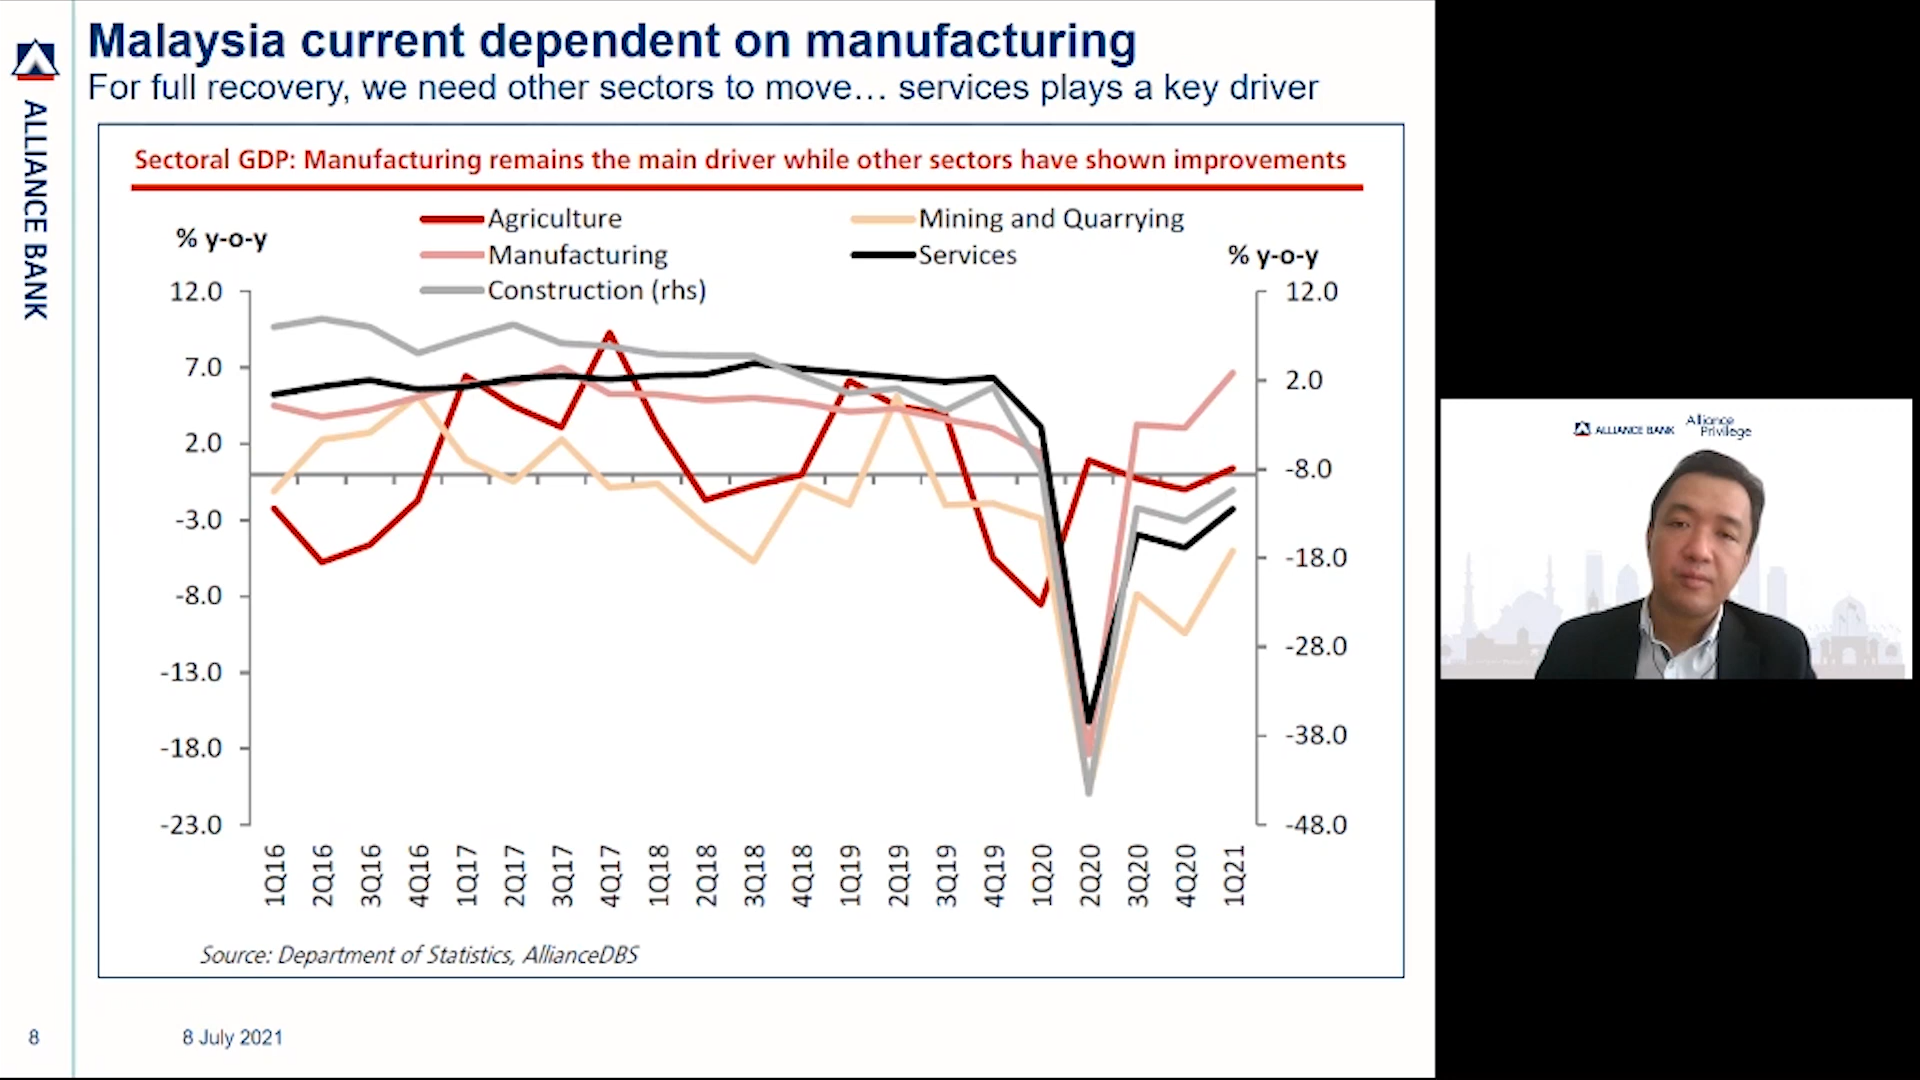 Malaysia current dependent on manufacturing
For full recovery, we need other sectors to move... services plays a key driver
ALLIANCE BANK
Sectoral GDP: Manufacturing remains the main driver while other sectors have shown improvements
Agriculture
Mining and Quarrying
Manufacturing
Services
Construction (rhs)
% y-o-y
% y-o-y
12.0
7.0
2.0
-3.0
-8.0
-13.0
-18.0
-23.0
12.0
2.0
-8.0
-18.0
-28.0
-38.0
-48.0
1Q16
2Q16
3Q16
4Q16
1Q17
2Q17
3Q17
4Q17
1Q18
2Q18
3Q18
4Q18
1Q19
2Q19
3Q19
4Q19
1Q20
2Q20
3Q20
4Q20
1Q21
Source: Department of Statistics, AllianceDBS
8
8 July 2021
ALLIANCE BANK
Alliance
Privilege